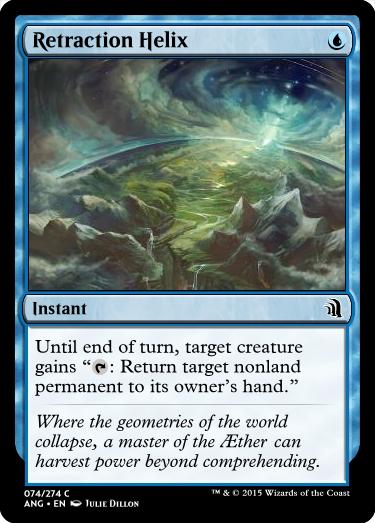 Retraction Helix
Instant
Until end of turn, target creature
gains “: Return target nonland
permanent to its owner’s hand.”
Where the geometries of the world
collapse, a master of the Æther can
harvest power beyond comprehending.
074/274 C
ANG • EN JULIE DILLON
™ & © 2015 Wizards of the Coast